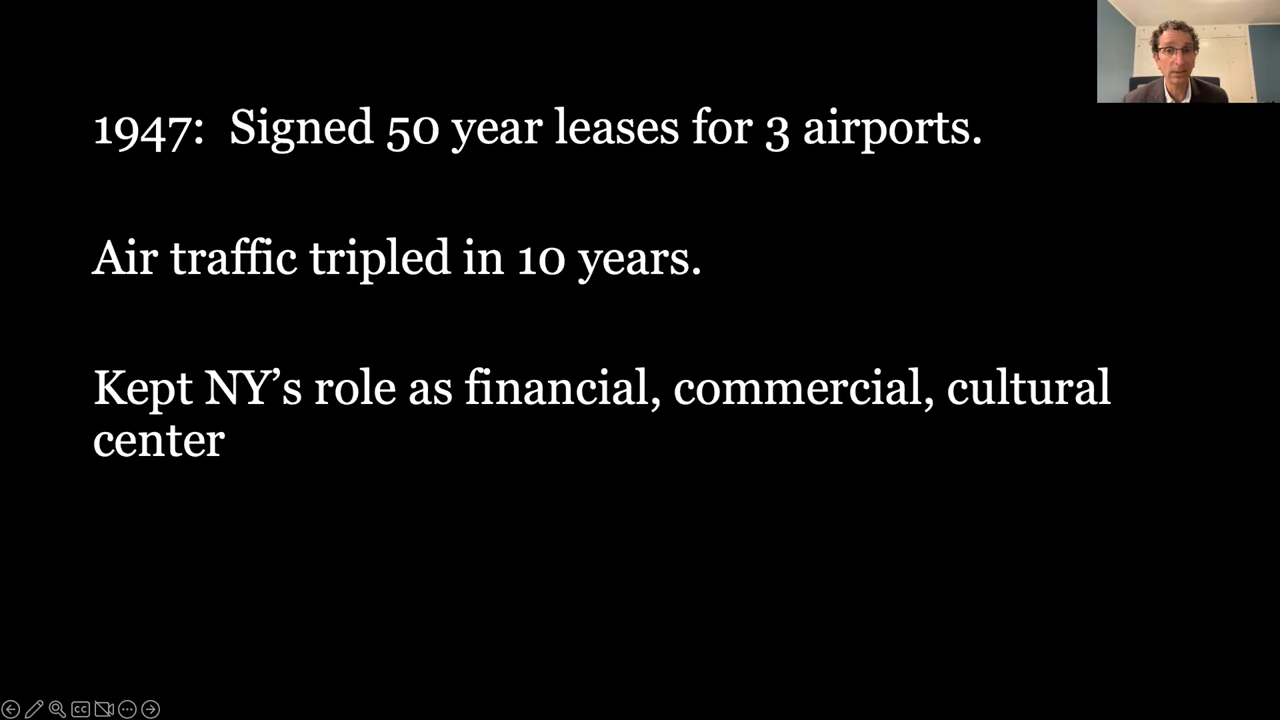 1947:  Signed 50 year leases for 3 airports.
Air traffic tripled in 10 years.
Kept NY’s role as financial, commercial, cultural
center
CC